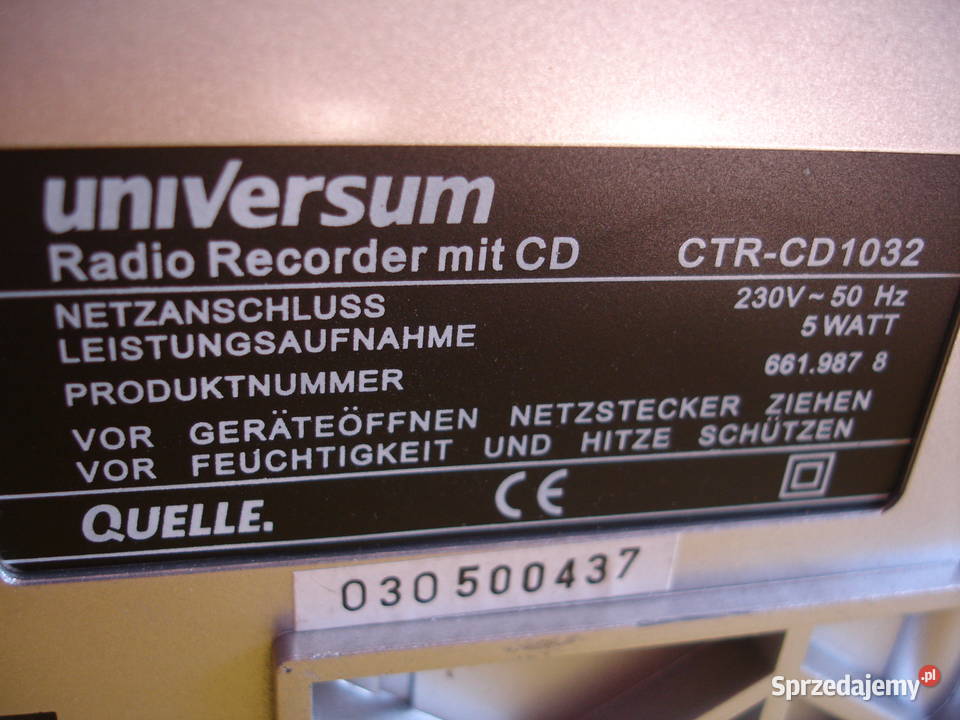 universum
Radio Recorder mit CD CTR-CD1032
NETZANSCHLUSS 230V ~ 50 Hz
LEISTUNGSAUFNAHME 5 WATT
PRODUKTNUMMER 661.987 8
VOR GERÄTEÖFFNEN NETZSTECKER ZIEHEN
VOR FEUCHTIGKEIT UND HITZE SCHÜTZEN
QUELLE. CE
030500437
Sprzedajemy.pl